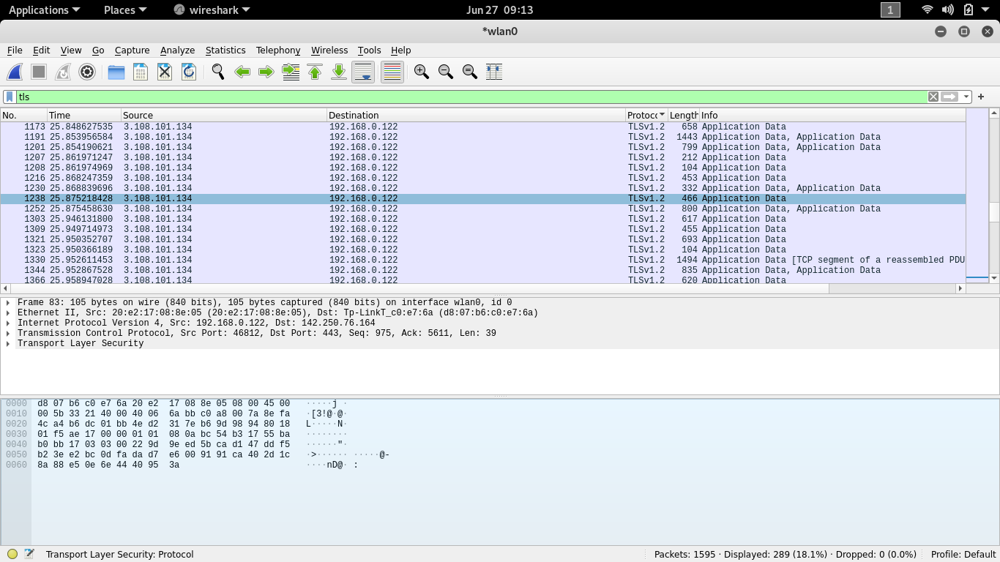 Applications Places wireshark Jun 27 09:13 1
*wlan0
File Edit View Go Capture Analyze Statistics Telephony Wireless Tools Help
tls
No. Time Source Destination Protoco Length Info
1173 25.848627535 3.108.101.134 192.168.0.122 TLSv1.2 658 Application Data
1191 25.853956584 3.108.101.134 192.168.0.122 TLSv1.2 1443 Application Data, Application Data
1201 25.854190621 3.108.101.134 192.168.0.122 TLSv1.2 799 Application Data, Application Data
1207 25.861971247 3.108.101.134 192.168.0.122 TLSv1.2 212 Application Data
1208 25.861974969 3.108.101.134 192.168.0.122 TLSv1.2 104 Application Data
1216 25.868247359 3.108.101.134 192.168.0.122 TLSv1.2 453 Application Data
1230 25.868839696 3.108.101.134 192.168.0.122 TLSv1.2 332 Application Data, Application Data
1238 25.875218428 3.108.101.134 192.168.0.122 TLSv1.2 466 Application Data
1252 25.875458630 3.108.101.134 192.168.0.122 TLSv1.2 800 Application Data, Application Data
1303 25.946131800 3.108.101.134 192.168.0.122 TLSv1.2 617 Application Data
1309 25.949714973 3.108.101.134 192.168.0.122 TLSv1.2 455 Application Data
1321 25.950352707 3.108.101.134 192.168.0.122 TLSv1.2 693 Application Data
1323 25.950366189 3.108.101.134 192.168.0.122 TLSv1.2 104 Application Data
1330 25.952611453 3.108.101.134 192.168.0.122 TLSv1.2 1494 Application Data [TCP segment of a reassembled PDU
1344 25.952867528 3.108.101.134 192.168.0.122 TLSv1.2 835 Application Data, Application Data
1366 25.958947028 3.108.101.134 192.168.0.122 TLSv1.2 620 Application Data
Frame 83: 105 bytes on wire (840 bits), 105 bytes captured (840 bits) on interface wlan0, id 0
Ethernet II, Src: 20:e2:17:08:8e:05 (20:e2:17:08:8e:05), Dst: Tp-LinkT_c0:e7:6a (d8:07:b6:c0:e7:6a)
Internet Protocol Version 4, Src: 192.168.0.122, Dst: 142.250.76.164
Transmission Control Protocol, Src Port: 46812, Dst Port: 443, Seq: 975, Ack: 5611, Len: 39
Transport Layer Security
0000 d8 07 b6 c0 e7 6a 20 e2 17 08 8e 05 08 00 45 00 ·····j ·
0010 00 5b 33 21 40 00 40 06 6a bb c0 a8 00 7a 8e fa ·[3!@·@·
0020 4c a4 b6 dc 01 bb 4e d2 31 7e b6 9d 98 94 80 18 L·····N·
0030 01 f5 ae 17 00 00 01 01 08 0a bc 54 b3 17 55 ba ········
0040 b0 bb 17 03 03 00 22 9d 9e ed 5b ca d1 47 dd f5 ······"·
0050 b2 3e e2 bc 0d fa da d7 e6 00 91 91 ca 40 2d 1c ·>······ ·····@-
0060 8a 88 e5 0e 6e 44 40 95 3a ····nD@· :
Transport Layer Security: Protocol Packets: 1595 · Displayed: 289 (18.1%) · Dropped: 0 (0.0%) Profile: Default